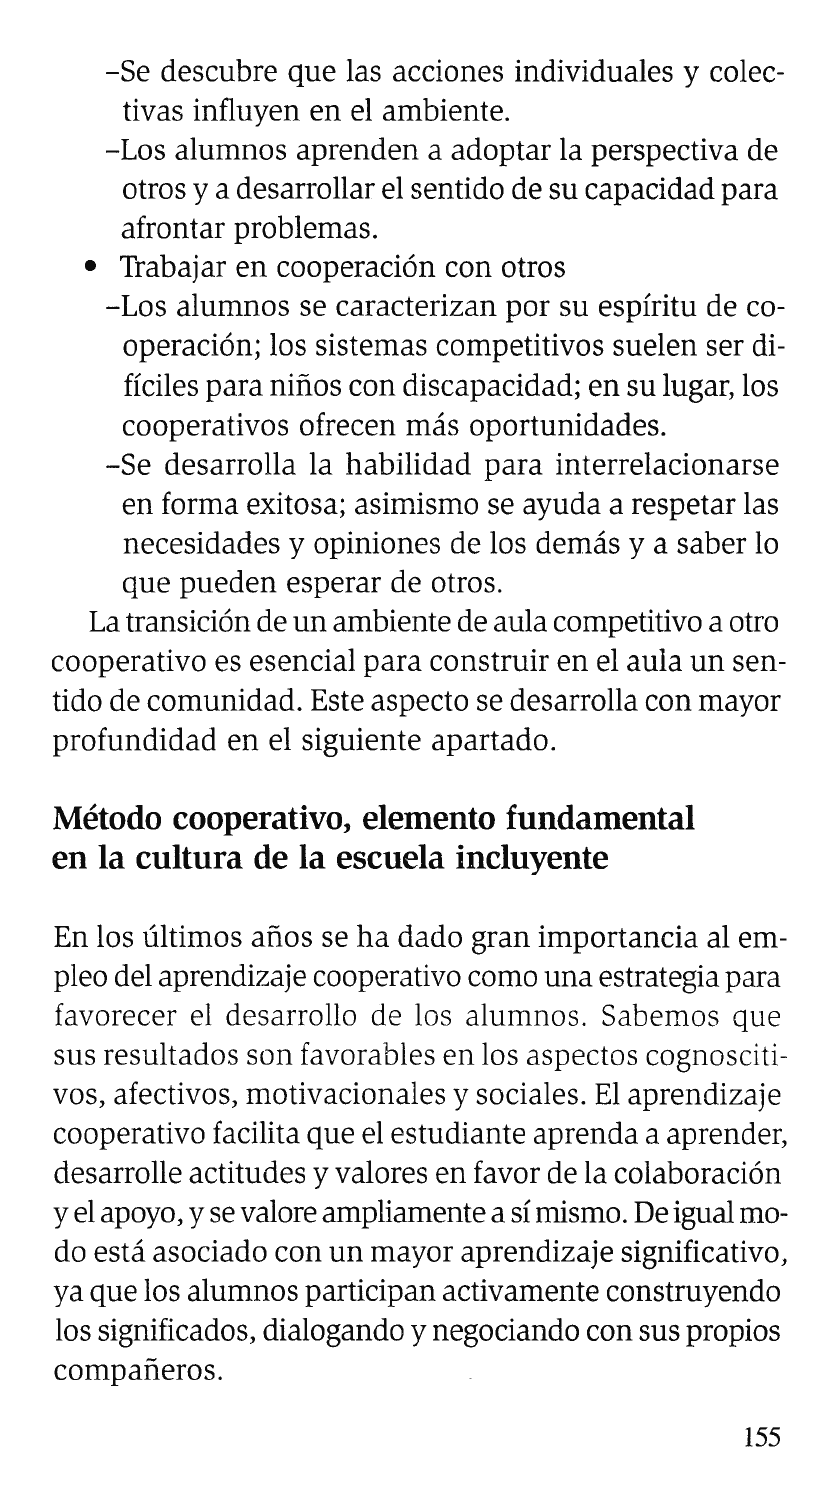 –Se descubre que las acciones individuales y colec-
tivas influyen en el ambiente.
–Los alumnos aprenden a adoptar la perspectiva de
otros y a desarrollar el sentido de su capacidad para
afrontar problemas.
• Trabajar en cooperación con otros
–Los alumnos se caracterizan por su espíritu de co-
operación; los sistemas competitivos suelen ser di-
fíciles para niños con discapacidad; en su lugar, los
cooperativos ofrecen más oportunidades.
–Se desarrolla la habilidad para interrelacionarse
en forma exitosa; asimismo se ayuda a respetar las
necesidades y opiniones de los demás y a saber lo
que pueden esperar de otros.
La transición de un ambiente de aula competitivo a otro
cooperativo es esencial para construir en el aula un sen-
tido de comunidad. Este aspecto se desarrolla con mayor
profundidad en el siguiente apartado.
Método cooperativo, elemento fundamental
en la cultura de la escuela incluyente
En los últimos años se ha dado gran importancia al em-
pleo del aprendizaje cooperativo como una estrategia para
favorecer el desarrollo de los alumnos. Sabemos que
sus resultados son favorables en los aspectos cognosciti-
vos, afectivos, motivacionales y sociales. El aprendizaje
cooperativo facilita que el estudiante aprenda a aprender,
desarrolle actitudes y valores en favor de la colaboración
y el apoyo, y se valore ampliamente a sí mismo. De igual mo-
do está asociado con un mayor aprendizaje significativo,
ya que los alumnos participan activamente construyendo
los significados, dialogando y negociando con sus propios
compañeros.
155